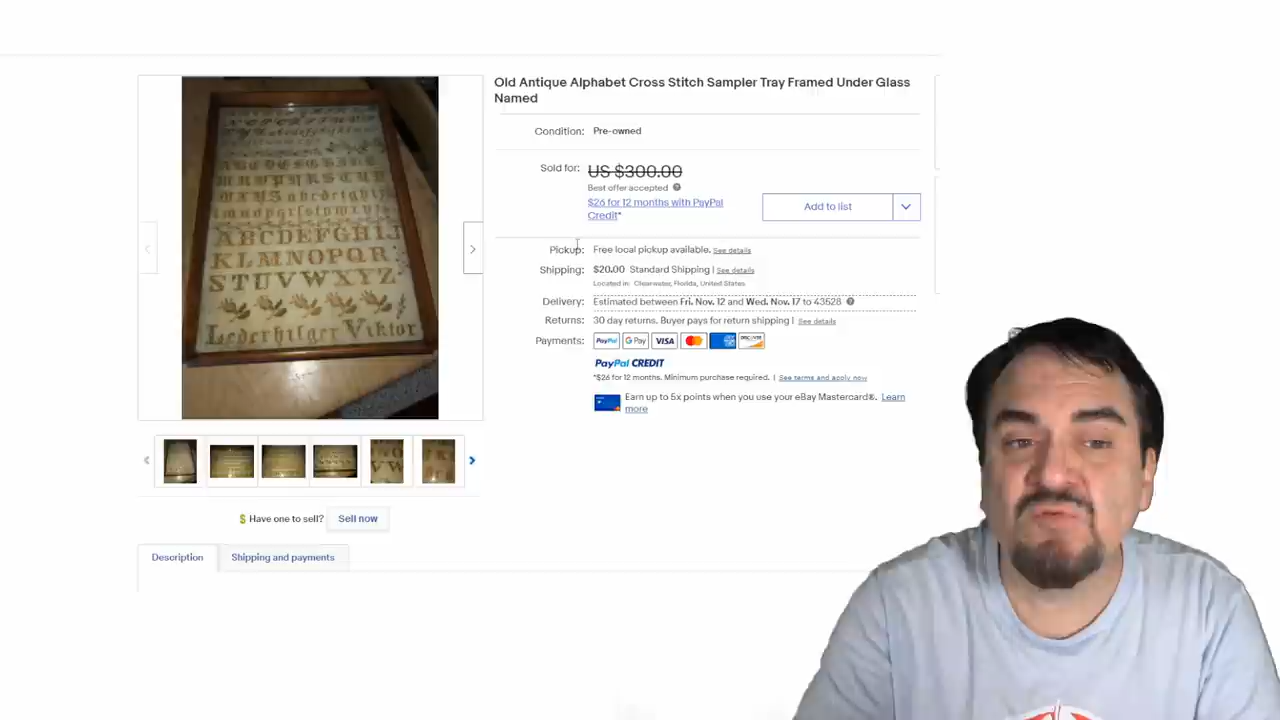 Old Antique Alphabet Cross Stitch Sampler Tray Framed Under Glass
Named
Condition: Pre-owned
Sold for: US $300.00
Best offer accepted
$26 for 12 months with PayPal
Credit*
Add to list
Pickup: Free local pickup available. See details
Shipping: $20.00 Standard Shipping | See details
Located in: Clearwater, Florida, United States
Delivery: Estimated between Fri. Nov. 12 and Wed. Nov. 17 to 43528
Returns: 30 day returns. Buyer pays for return shipping | See details
Payments: PayPal G Pay VISA DISCOVER
PayPal CREDIT
*$26 for 12 months. Minimum purchase required. | See terms and apply now
Earn up to 5x points when you use your eBay Mastercard®. Learn
more
ABCDEFGHIJ
KLMNOPQR
STUVWXYZ
Lederhilger Viktor
$ Have one to sell? Sell now
Description Shipping and payments